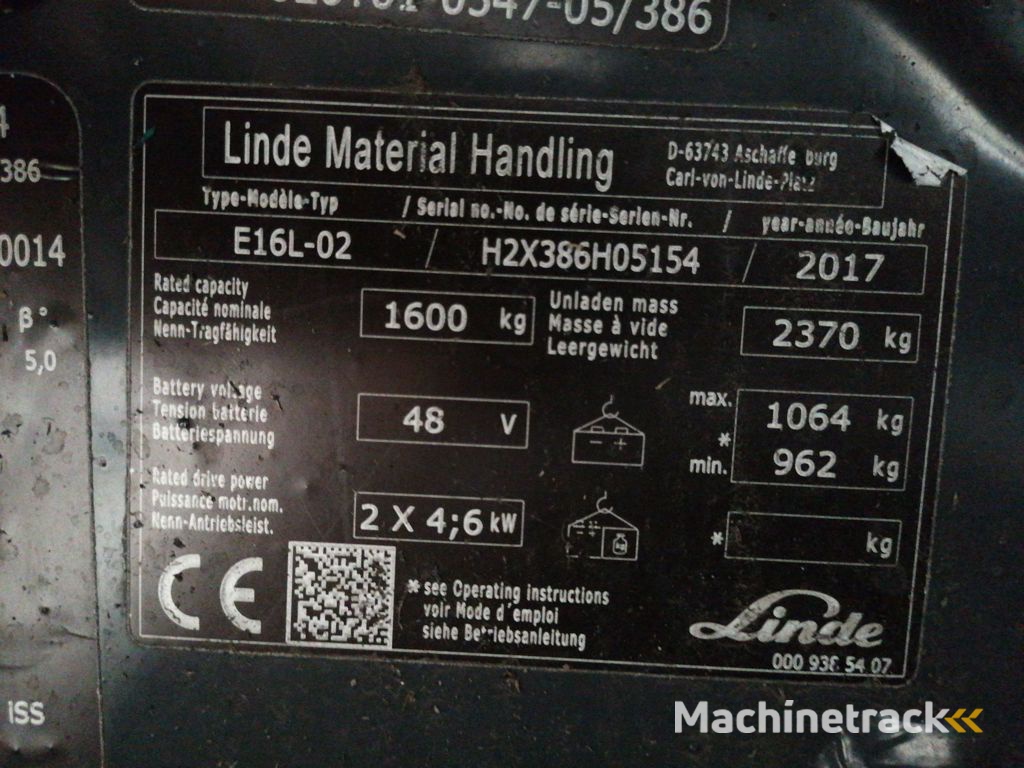 0547-05/386
4
386
0014
β°
5,0
ISS
Linde Material Handling
D-63743 Aschaffe burg
Carl-von-Linde-Platz
Type-Modèle-Typ / Serial no.-No. de série-Serien-Nr. / year-année-Baujahr
E16L-02 / H2X386H05154 / 2017
Rated capacity
Capacité nominale
Nenn-Tragfähigkeit
1600 kg
Unladen mass
Masse à vide
Leergewicht
2370 kg
Battery voltage
Tension batterie
Batteriespannung
48 V
- +
max. 1064 kg
*
min. 962 kg
Rated drive power
Puissance motr.nom.
Nenn-Antriebsleist.
2 X 4;6 kW
kg
* kg
CE
* see Operating instructions
voir Mode d'emploi
siehe Betriebsanleitung
Linde
000 938 54 07
Machinetrack